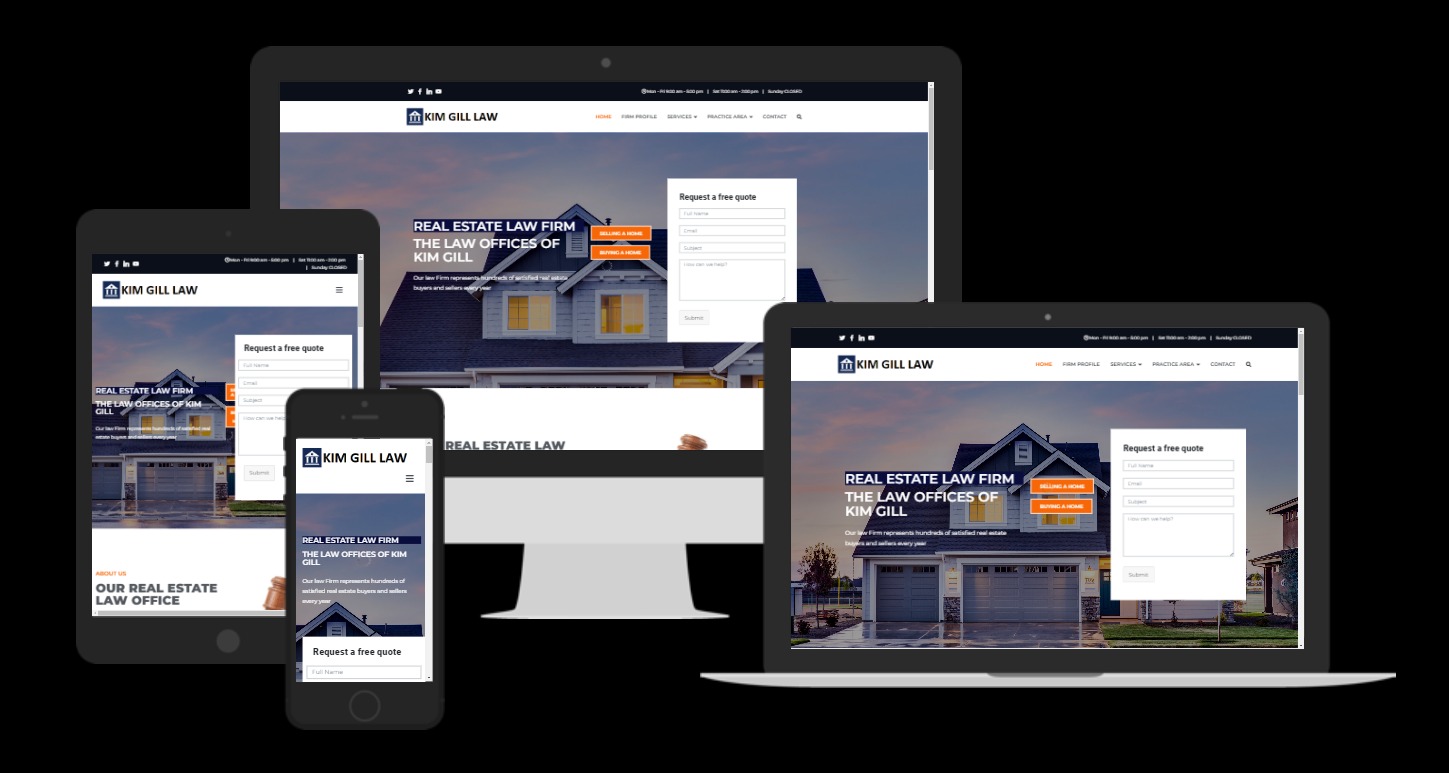 Mon - Fri 9:00 am - 5:00 pm | Sat 11:00 am - 2:00 pm | Sunday CLOSED
KIM GILL LAW
HOME FIRM PROFILE SERVICES PRACTICE AREA CONTACT
Request a free quote
Full Name
Email
Subject
How can we help?
Submit
REAL ESTATE LAW FIRM
THE LAW OFFICES OF
KIM GILL
Our law Firm represents hundreds of satisfied real estate
buyers and sellers every year
SELLING A HOME
BUYING A HOME
REAL ESTATE LAW
Mon - Fri 9:00 am - 5:00 pm | Sat 11:00 am - 2:00 pm
| Sunday CLOSED
KIM GILL LAW
Request a free quote
Full Name
Email
Subject
How can we help
Submit
REAL ESTATE LAW FIRM
THE LAW OFFICES OF KIM
GILL
Our law Firm represents hundreds of satisfied real
estate buyers and sellers every year
ABOUT US
OUR REAL ESTATE
LAW OFFICE
KIM GILL LAW
REAL ESTATE LAW FIRM
THE LAW OFFICES OF KIM
GILL
Our law Firm represents hundreds of
satisfied real estate buyers and sellers
every year
Request a free quote
Full Name
Mon - Fri 9:00 am - 5:00 pm | Sat 11:00 am - 2:00 pm | Sunday CLOSED
KIM GILL LAW
HOME FIRM PROFILE SERVICES PRACTICE AREA CONTACT
Request a free quote
Full Name
Email
Subject
How can we help?
Submit
REAL ESTATE LAW FIRM
THE LAW OFFICES OF
KIM GILL
Our law Firm represents hundreds of satisfied real estate
buyers and sellers every year
SELLING A HOME
BUYING A HOME